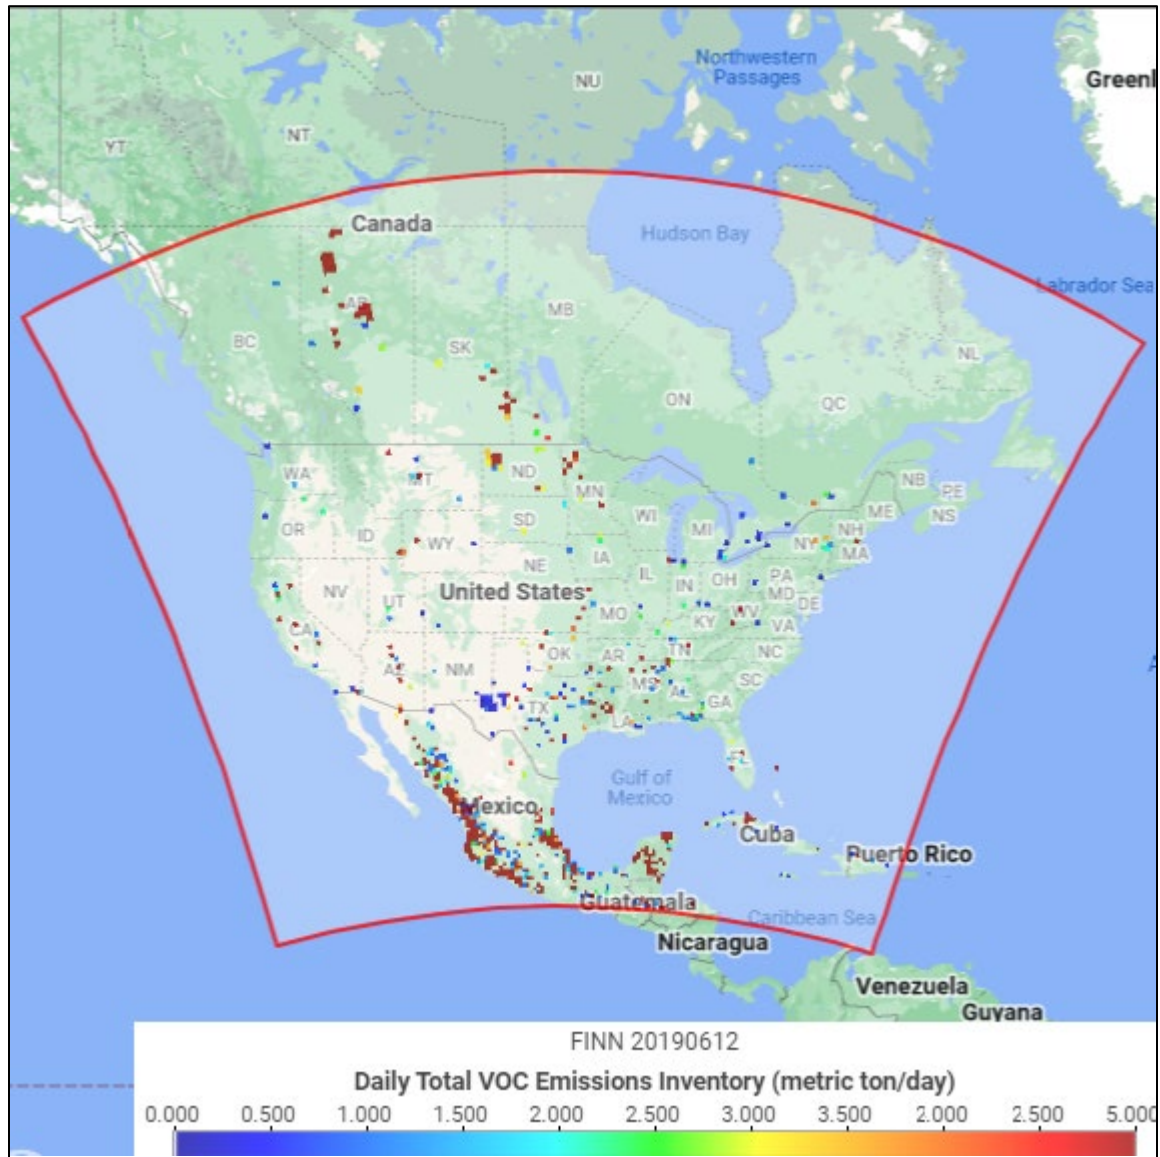 Northwestern
Passages
NU
Greenl
NT
YT
Canada
Hudson Bay
Labrador Sea
AB
MB
BC
SK
NL
ON
QC
WA
MT
ND
MN
NB
PE
NS
ME
OR
ID
SD
WI
MI
NH
NY
MA
WY
NE
IA
IL
IN
OH
PA
MD
DE
NV
UT
United States
MO
KY
WV
VA
CA
OK
AR
TN
NC
AZ
NM
MS
AL
SC
GA
TX
LA
FL
Gulf of
Mexico
Mexico
Cuba
Puerto Rico
Guatemala
Caribbean Sea
Nicaragua
Venezuela
Guyana
FINN 20190612
Daily Total VOC Emissions Inventory (metric ton/day)
0.000 0.500 1.000 1.500 2.000 2.500 3.000 3.500 2.000 2.500 5.000